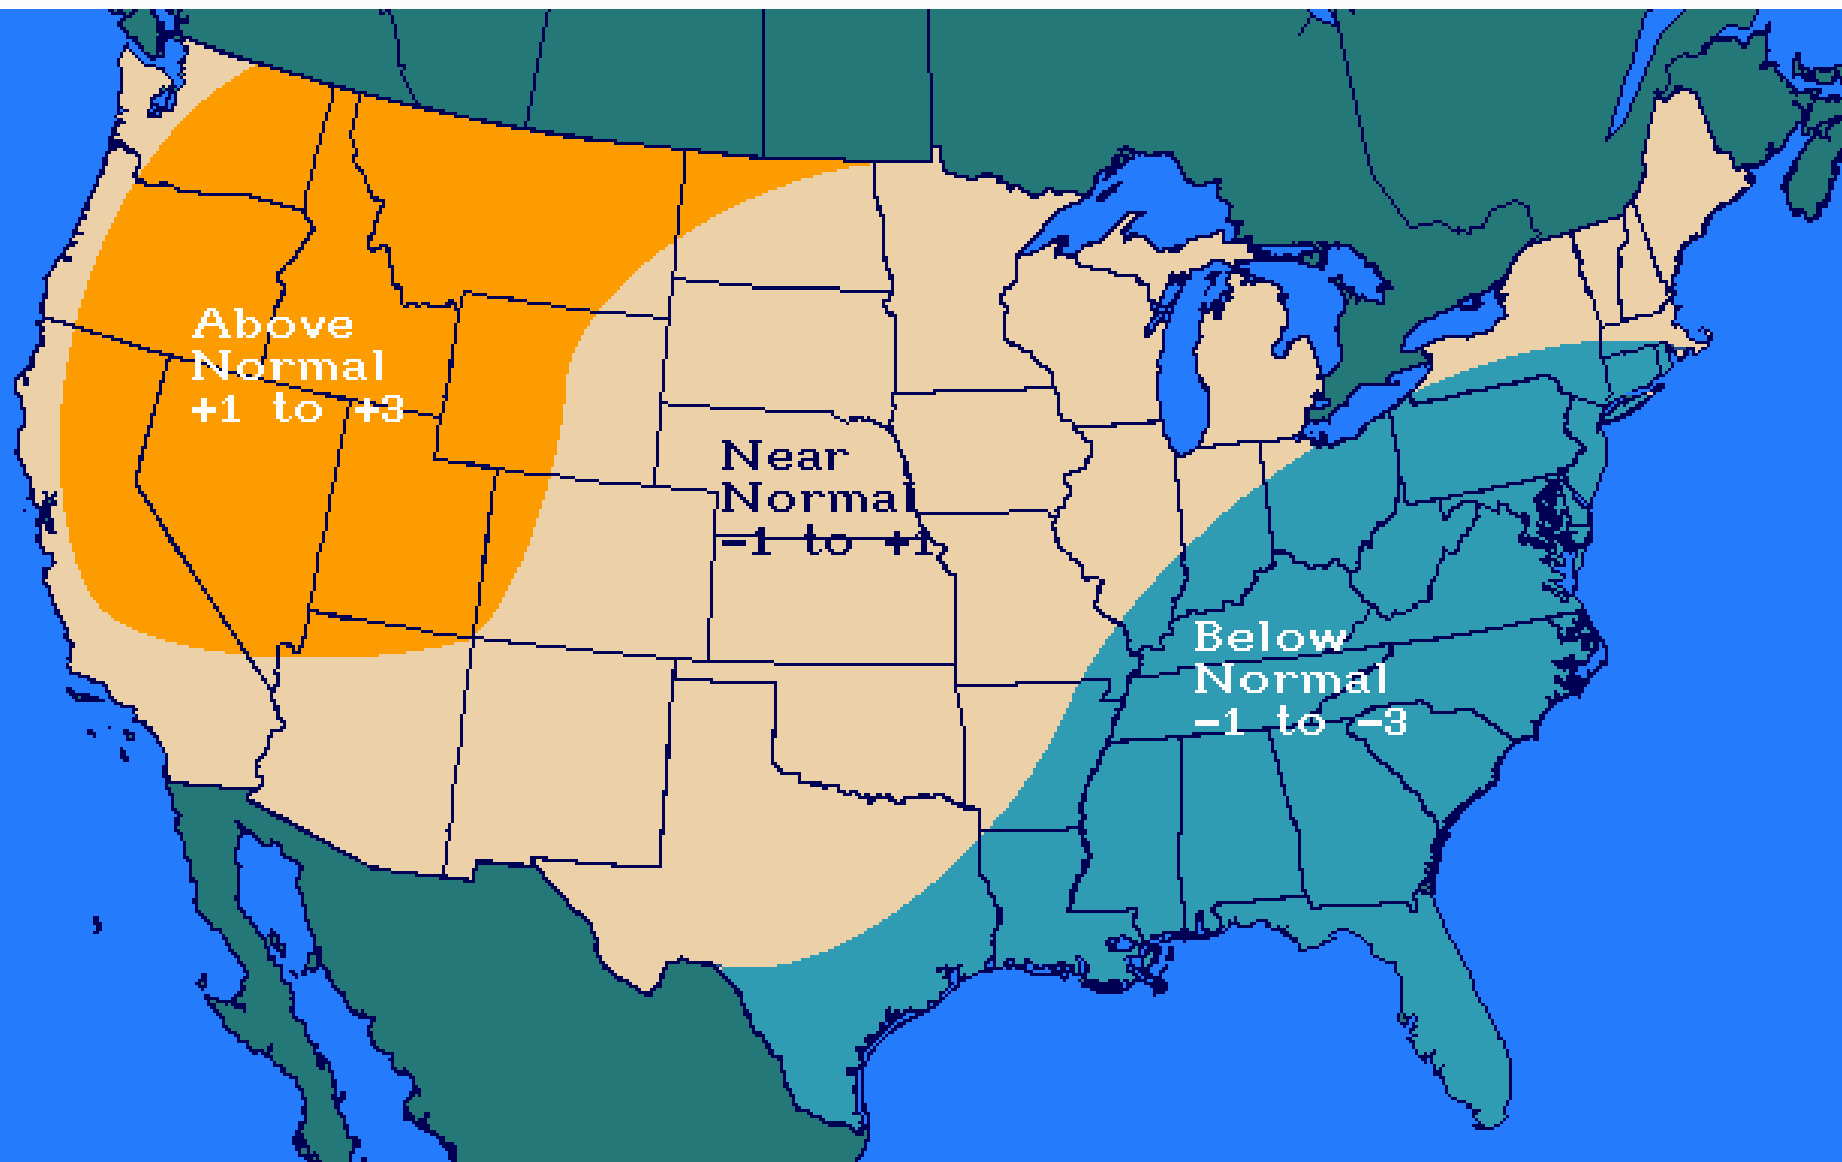 Above
Normal
+1 to +3
Near
Normal
-1 to +1
Below
Normal
-1 to -3